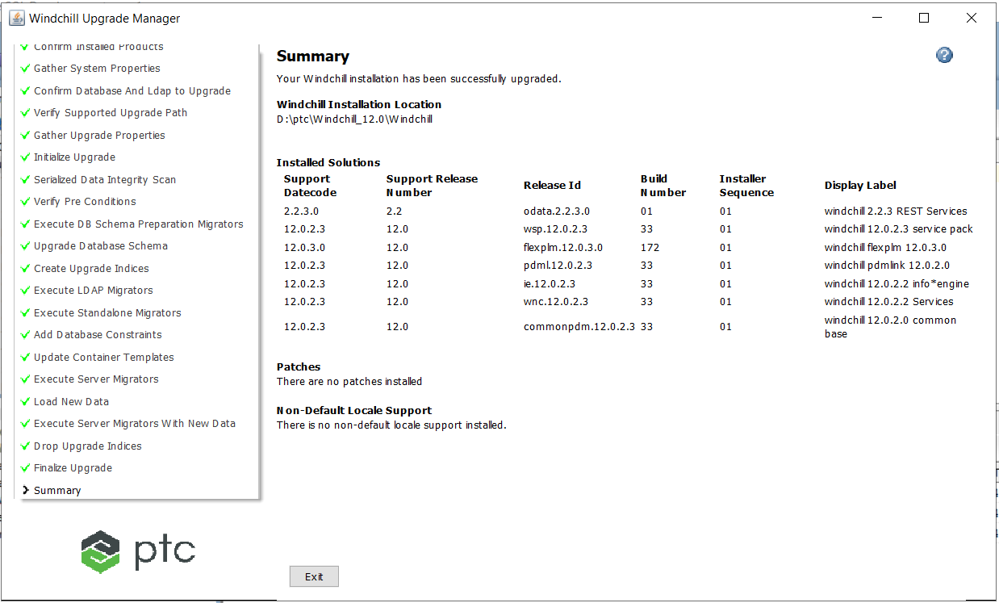 Windchill Upgrade Manager
Confirm Installed Products
Gather System Properties
Confirm Database And Ldap to Upgrade
Verify Supported Upgrade Path
Gather Upgrade Properties
Initialize Upgrade
Serialized Data Integrity Scan
Verify Pre Conditions
Execute DB Schema Preparation Migrators
Upgrade Database Schema
Create Upgrade Indices
Execute LDAP Migrators
Execute Standalone Migrators
Add Database Constraints
Update Container Templates
Execute Server Migrators
Load New Data
Execute Server Migrators With New Data
Drop Upgrade Indices
Finalize Upgrade
Summary
ptc
Summary
Your Windchill installation has been successfully upgraded.
Windchill Installation Location
D:\ptc\Windchill_12.0\Windchill
Installed Solutions
Support Datecode Support Release Number Release Id Build Number Installer Sequence Display Label
2.2.3.0 2.2 odata.2.2.3.0 01 01 windchill 2.2.3 REST Services
12.0.2.3 12.0 wsp.12.0.2.3 33 01 windchill 12.0.2.3 service pack
12.0.3.0 12.0 flexplm.12.0.3.0 172 01 windchill flexplm 12.0.3.0
12.0.2.3 12.0 pdml.12.0.2.3 33 01 windchill pdmlink 12.0.2.0
12.0.2.3 12.0 ie.12.0.2.3 33 01 windchill 12.0.2.2 info*engine
12.0.2.3 12.0 wnc.12.0.2.3 33 01 windchill 12.0.2.2 Services
12.0.2.3 12.0 commonpdm.12.0.2.3 33 01 windchill 12.0.2.0 common base
Patches
There are no patches installed
Non-Default Locale Support
There is no non-default locale support installed.
Exit